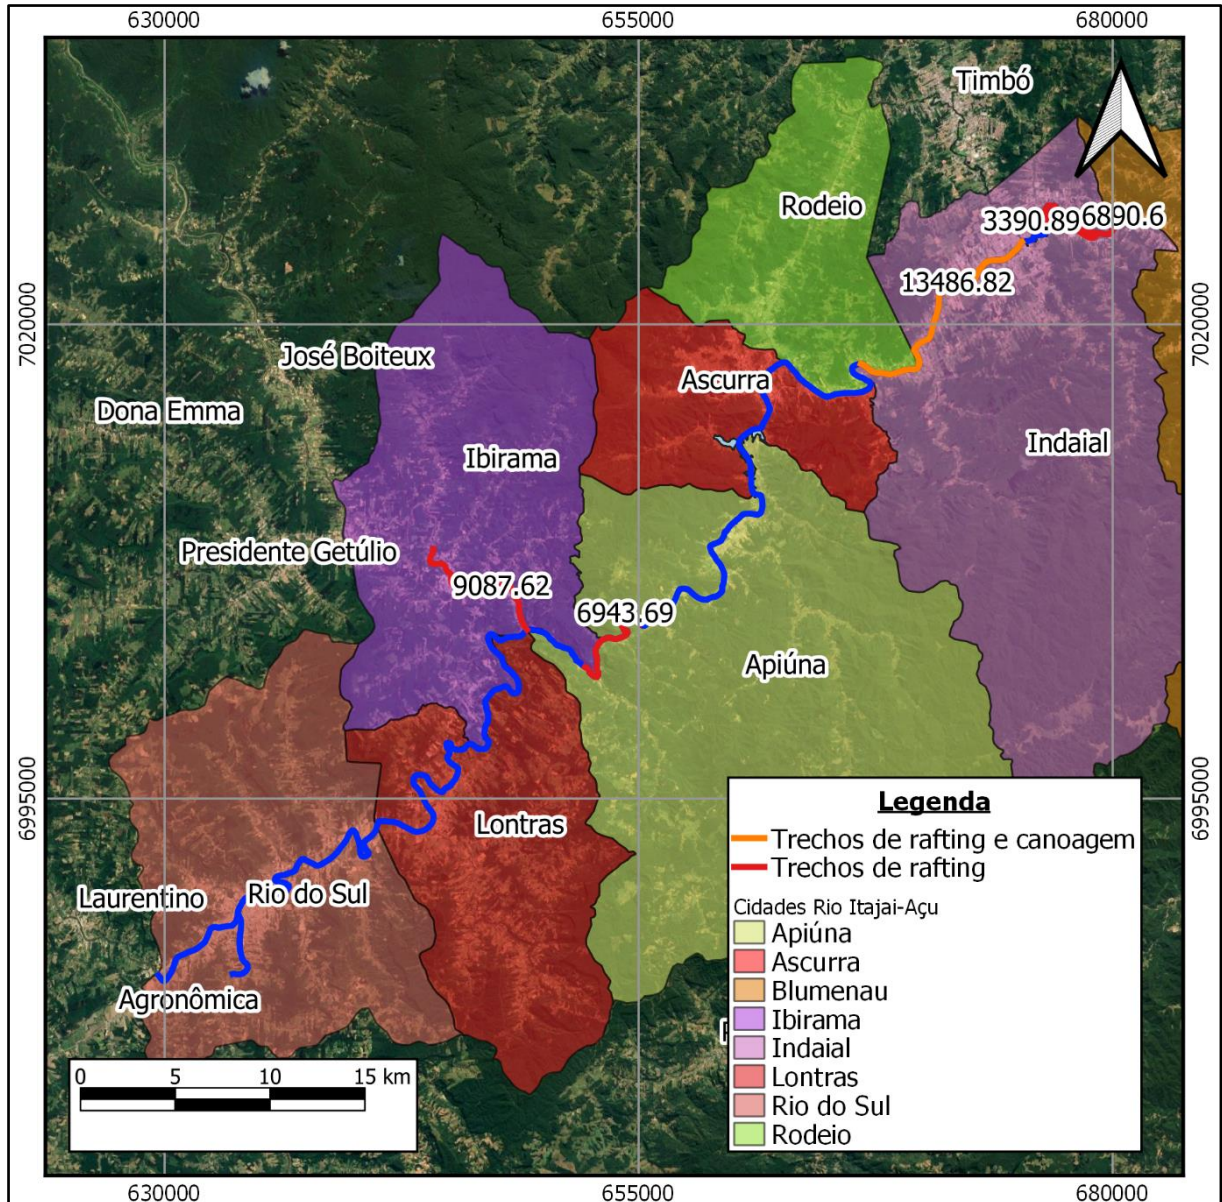 630000
655000
680000
Timbó
Rodeio
3390.89
6890.6
13486.82
7020000
7020000
José Boiteux
Ascurra
Dona Emma
Indaial
Ibirama
Presidente Getúlio
9087.62
6943.69
Apiúna
6995000
6995000
Lontras
Laurentino
Rio do Sul
Agronômica
Legenda
Trechos de rafting e canoagem
Trechos de rafting
Cidades Rio Itajai-Açu
Apiúna
Ascurra
Blumenau
Ibirama
Indaial
Lontras
Rio do Sul
Rodeio
0 5 10 15 km
630000
655000
680000